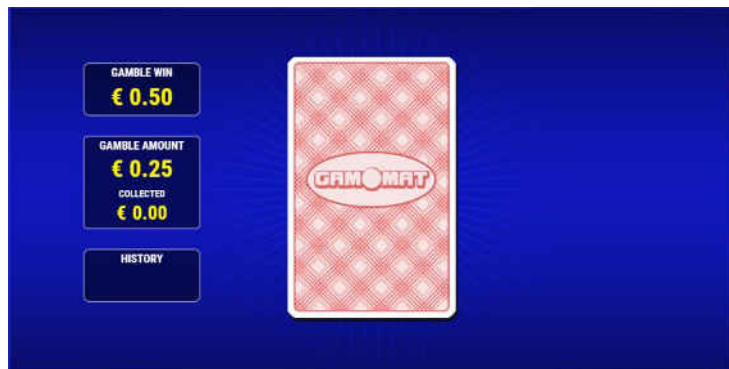 GAMBLE WIN
€ 0.50
GAMBLE AMOUNT
€ 0.25
COLLECTED
€ 0.00
HISTORY
GAMOMAT